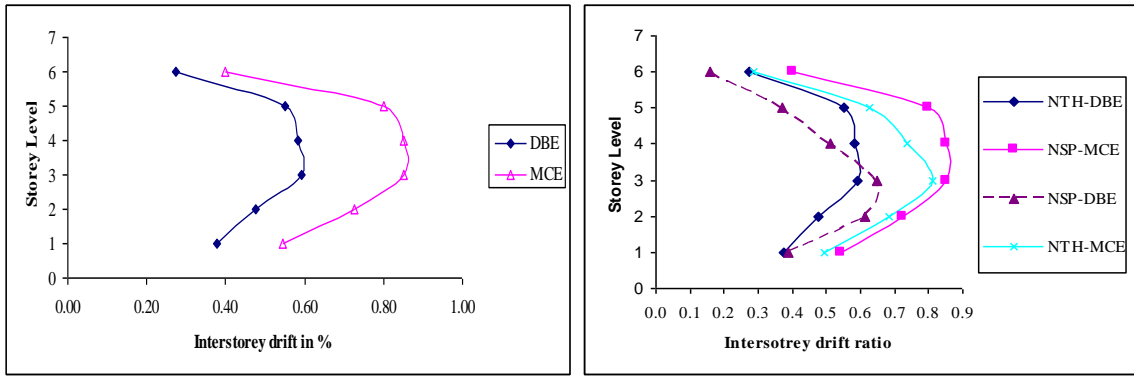 7
6
5
4
3
2
1
0
Storey Level
0.00 0.20 0.40 0.60 0.80 1.00
Interstorey drift in %
DBE
MCE
7
6
5
4
3
2
1
0
Storey Level
0.0 0.1 0.2 0.3 0.4 0.5 0.6 0.7 0.8 0.9
Intersotrey drift ratio
NTH-DBE
NSP-MCE
NSP-DBE
NTH-MCE